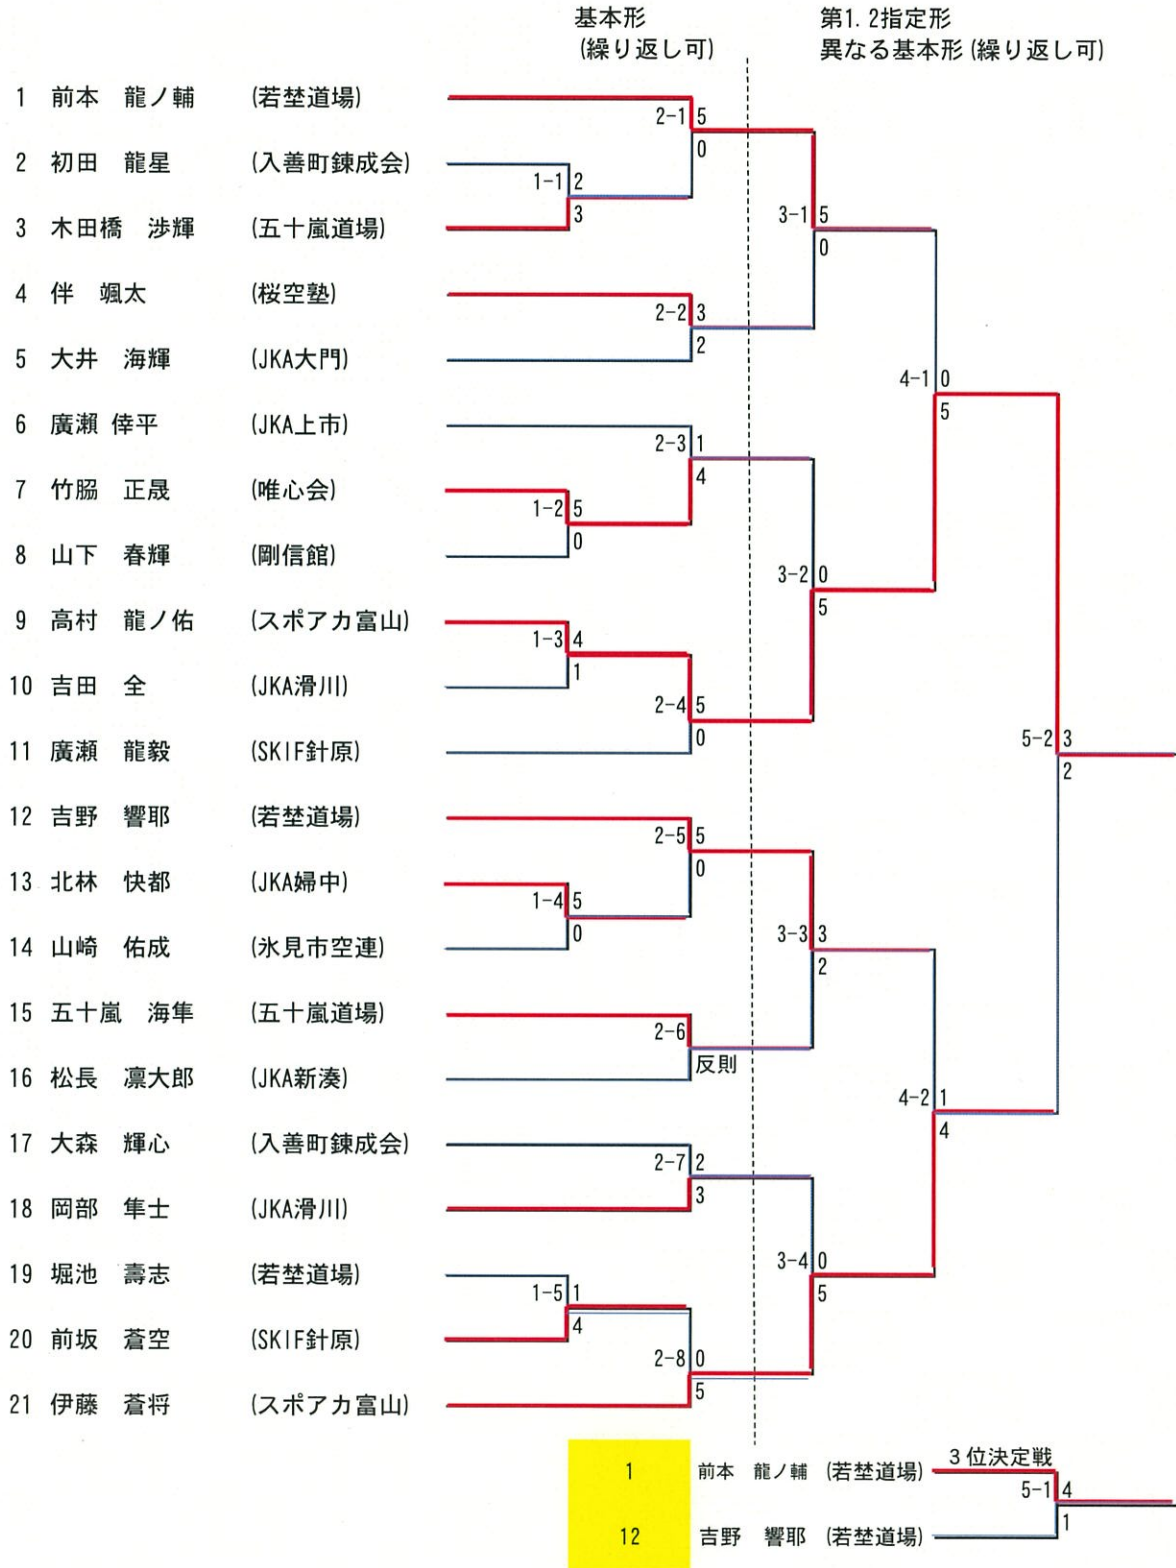 基本形 第1.2指定形
(繰り返し可) 異なる基本形(繰り返し可)
1 前本 龍ノ輔 (若埜道場)
2-1 5
0
2 初田 龍星 (入善町錬成会)
1-1 2
3
3 木田橋 渉輝 (五十嵐道場)
3-1 5
0
4 伴 颯太 (桜空塾)
2-2 3
2
5 大井 海輝 (JKA大門)
4-1 0
5
6 廣瀬 倖平 (JKA上市)
2-3 1
4
7 竹脇 正晟 (唯心会)
1-2 5
0
8 山下 春輝 (剛信館)
3-2 0
5
9 高村 龍ノ佑 (スポアカ富山)
1-3 4
1
10 吉田 全 (JKA滑川)
2-4 5
0
11 廣瀬 龍毅 (SKIF針原)
5-2 3
2
12 吉野 響耶 (若埜道場)
2-5 5
0
13 北林 快都 (JKA婦中)
1-4 5
0
14 山崎 佑成 (氷見市空連)
3-3 3
2
15 五十嵐 海隼 (五十嵐道場)
2-6
反則
16 松長 凛大郎 (JKA新湊)
4-2 1
4
17 大森 輝心 (入善町錬成会)
2-7 2
3
18 岡部 隼士 (JKA滑川)
3-4 0
5
19 堀池 壽志 (若埜道場)
1-5 1
4
20 前坂 蒼空 (SKIF針原)
2-8 0
5
21 伊藤 蒼将 (スポアカ富山)
3位決定戦
1 前本 龍ノ輔 (若埜道場)
5-1 4
1
12 吉野 響耶 (若埜道場)